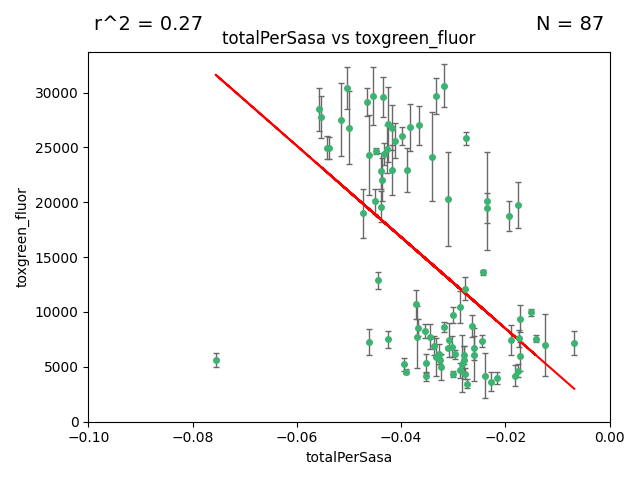 r^2 = 0.27
N = 87
totalPerSasa vs toxgreen_fluor
30000
25000
20000
15000
10000
5000
0
toxgreen_fluor
−0.10
−0.08
−0.06
−0.04
−0.02
0.00
totalPerSasa